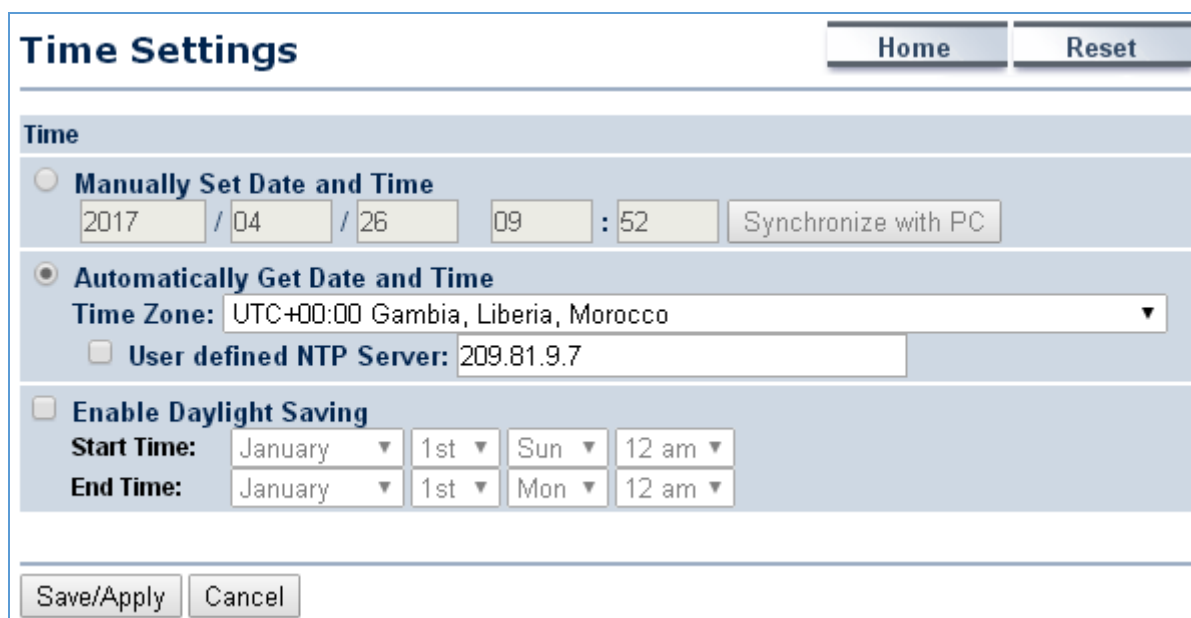 Time Settings Home Reset
Time
Manually Set Date and Time
2017 / 04 / 26 09 : 52 Synchronize with PC
Automatically Get Date and Time
Time Zone: UTC+00:00 Gambia, Liberia, Morocco
User defined NTP Server: 209.81.9.7
Enable Daylight Saving
Start Time: January 1st Sun 12 am
End Time: January 1st Mon 12 am
Save/Apply Cancel